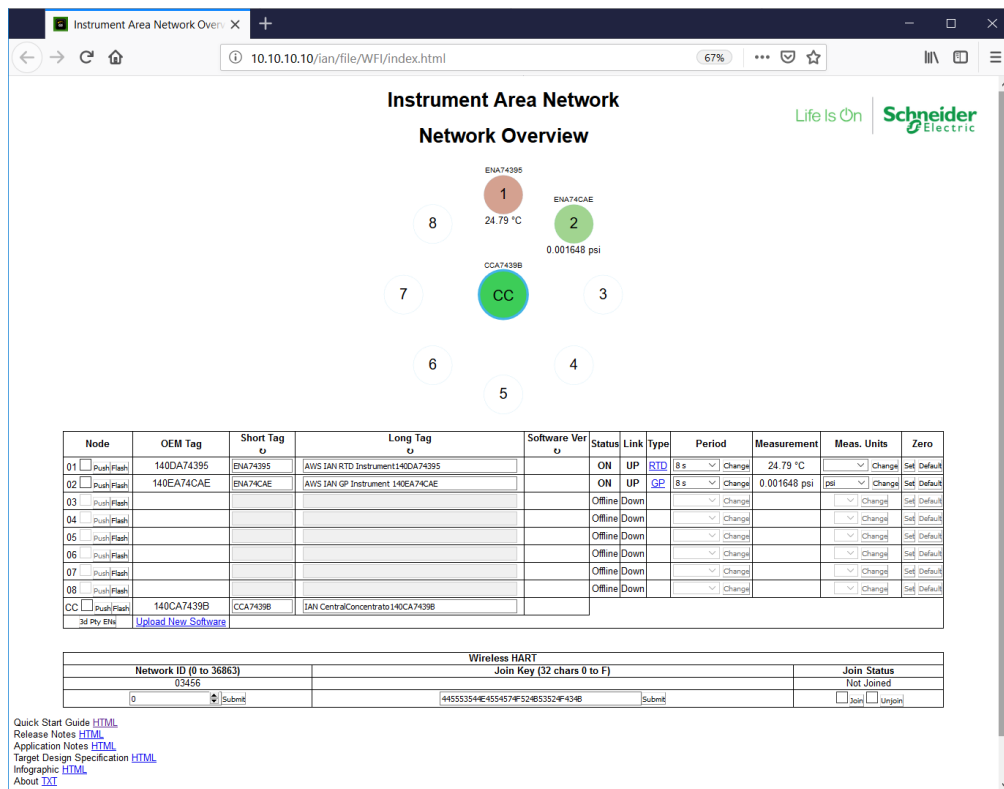 Instrument Area Network Overv
10.10.10.10/ian/file/WFI/index.html
67%
Instrument Area Network
Network Overview
Life Is On
Schneider
Electric
ENA74395
1
24.79 °C
ENA74CAE
2
0.001648 psi
8
CCA7439B
CC
7
3
6
4
5
Node OEM Tag Short Tag Long Tag Software Ver Status Link Type Period Measurement Meas. Units Zero
01 Push Flash 140DA74395 ENA74395 AWS IAN RTD Instrument140DA74395 ON UP RTD 8 s Change 24.79 °C Change Set Default
02 Push Flash 140EA74CAE ENA74CAE AWS IAN GP Instrument 140EA74CAE ON UP GP 8 s Change 0.001648 psi psi Change Set Default
03 Push Flash Offline Down Change Change Set Default
04 Push Flash Offline Down Change Change Set Default
05 Push Flash Offline Down Change Change Set Default
06 Push Flash Offline Down Change Change Set Default
07 Push Flash Offline Down Change Change Set Default
08 Push Flash Offline Down Change Change Set Default
CC Push Flash 140CA7439B CCA7439B IAN CentralConcentrato140CA7439B
3d Pty ENs Upload New Software
Wireless HART
Network ID (0 to 36863) Join Key (32 chars 0 to F) Join Status
03456 Not Joined
0 Submit 445553544E4554574F524B53524F434B Submit Join Unjoin
Quick Start Guide HTML
Release Notes HTML
Application Notes HTML
Target Design Specification HTML
Infographic HTML
About TXT